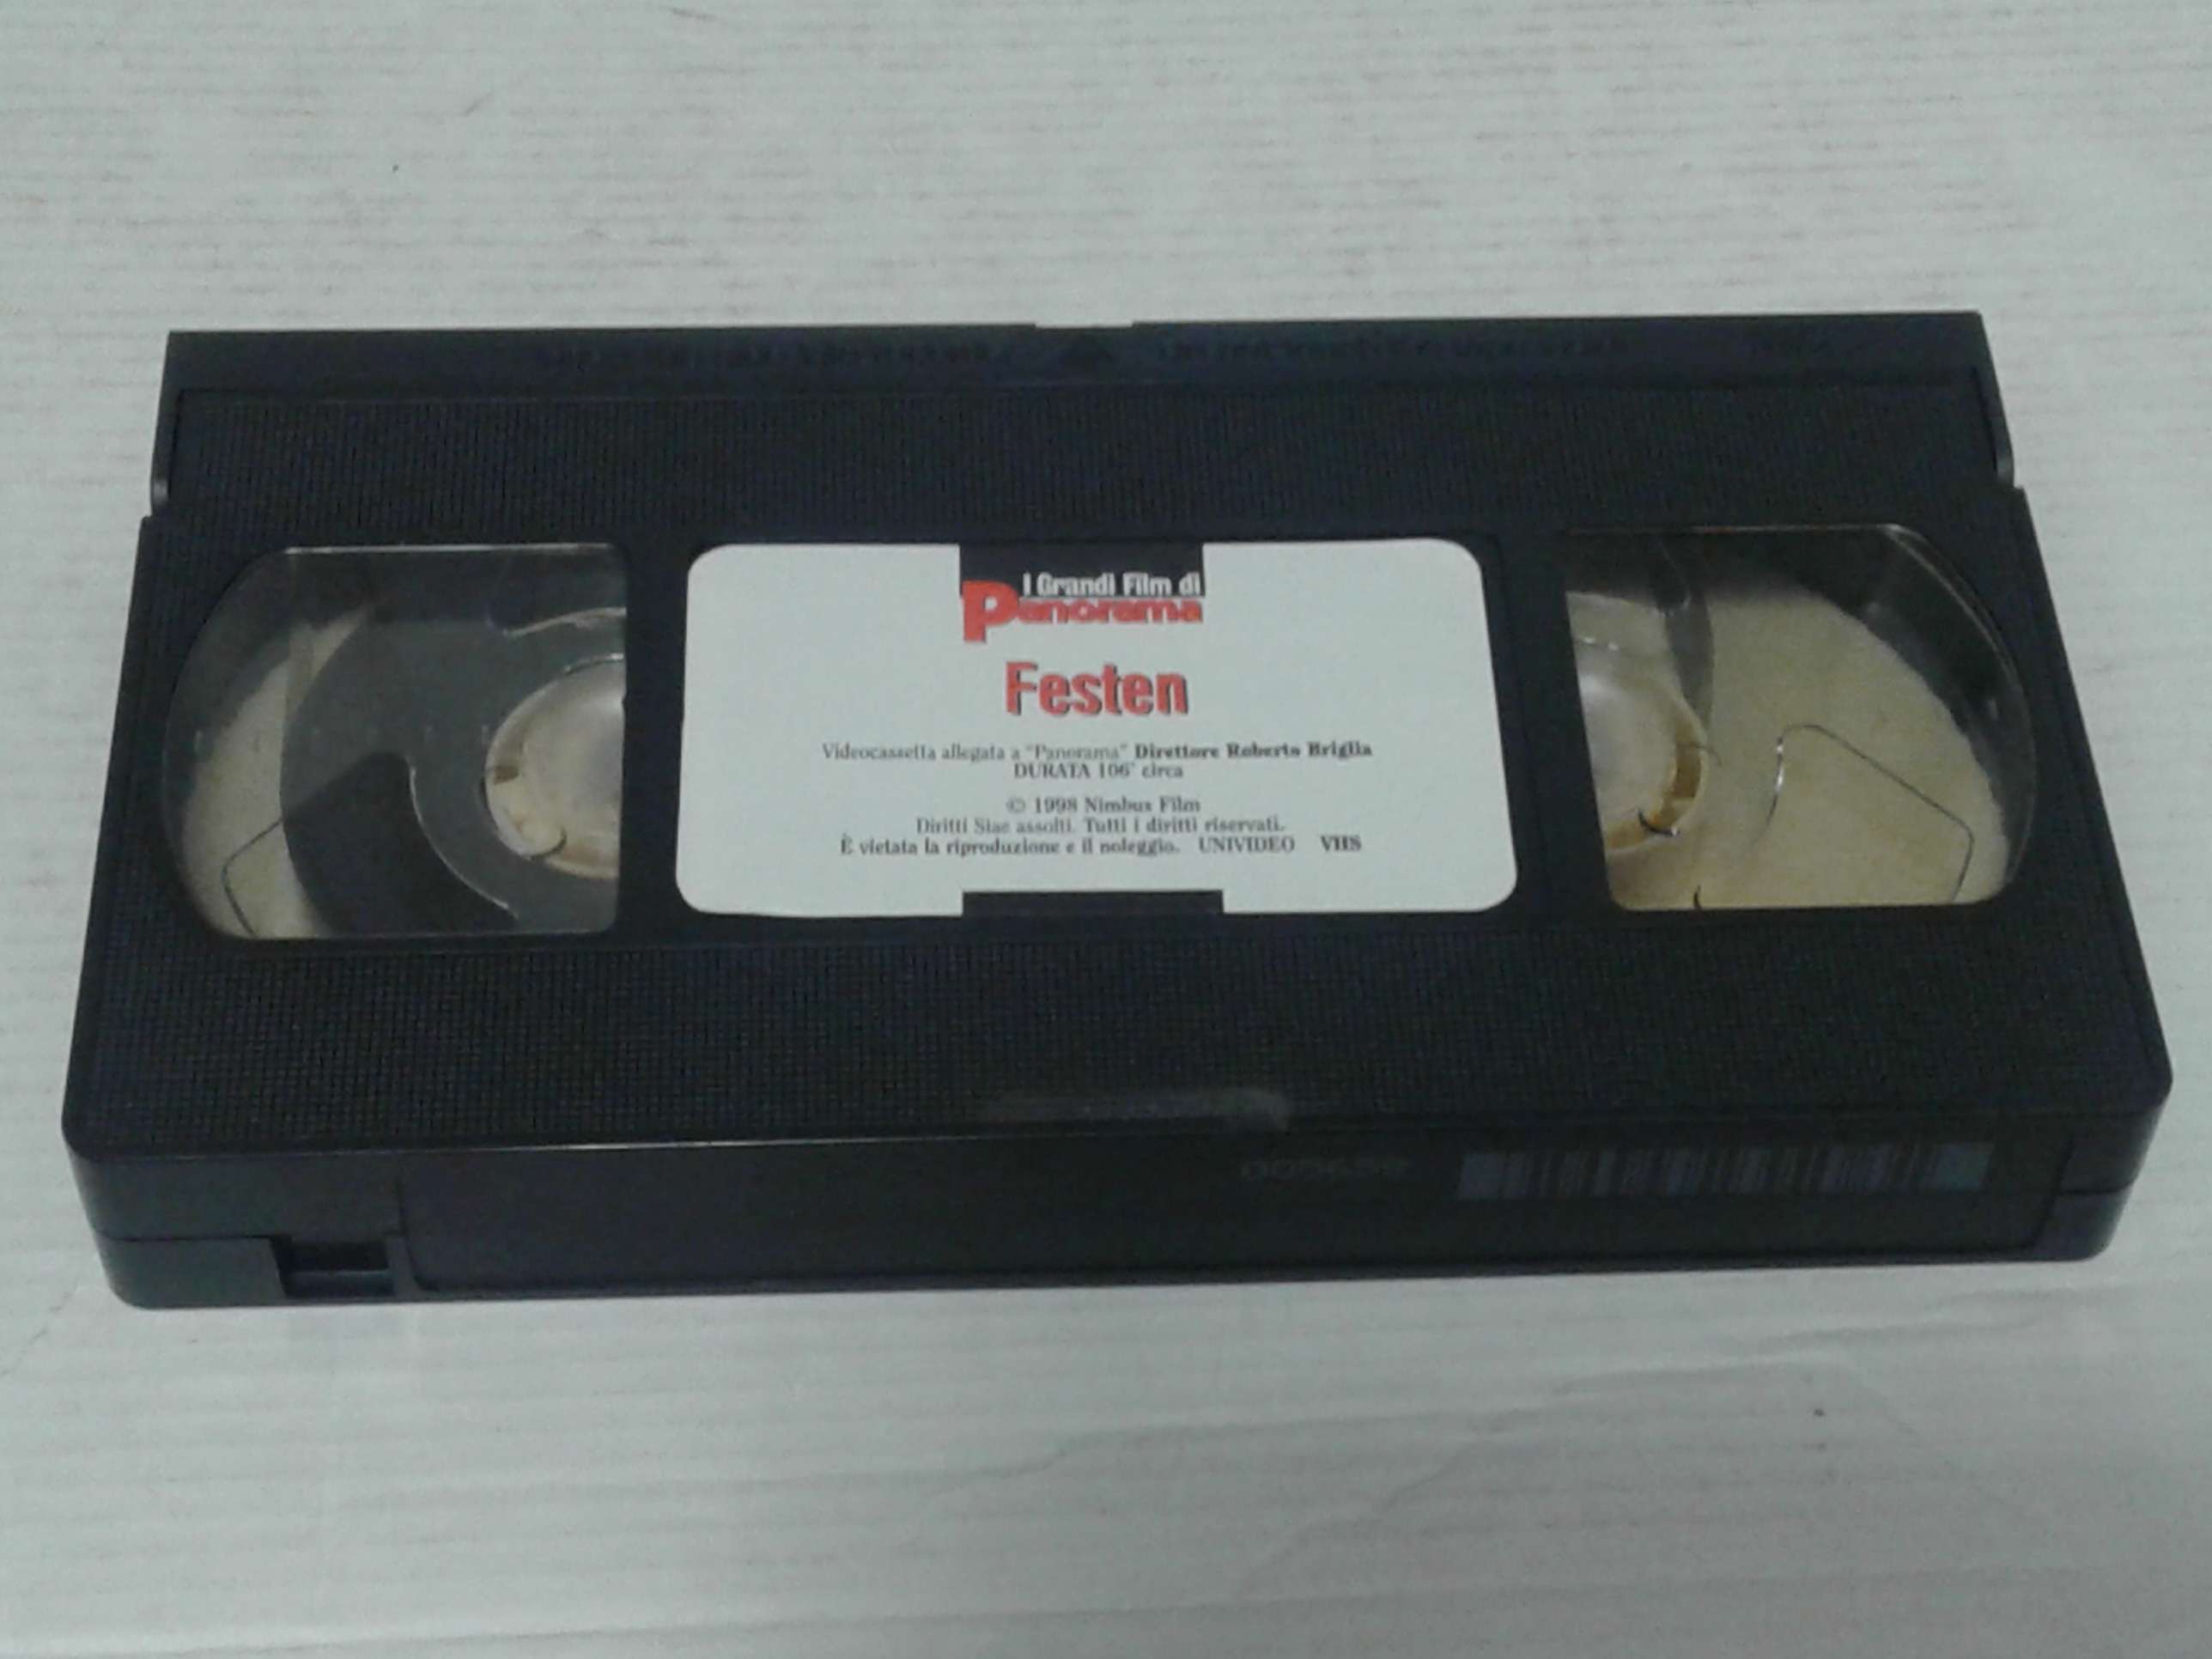 I Grandi Film di
Panorama
Festen
Videocassetta allegata a "Panorama" Direttore Roberto Briglia
DURATA 106' circa
© 1998 Nimbus Film
Diritti Siae assolti. Tutti i diritti riservati.
È vietata la riproduzione e il noleggio. UNIVIDEO VHS